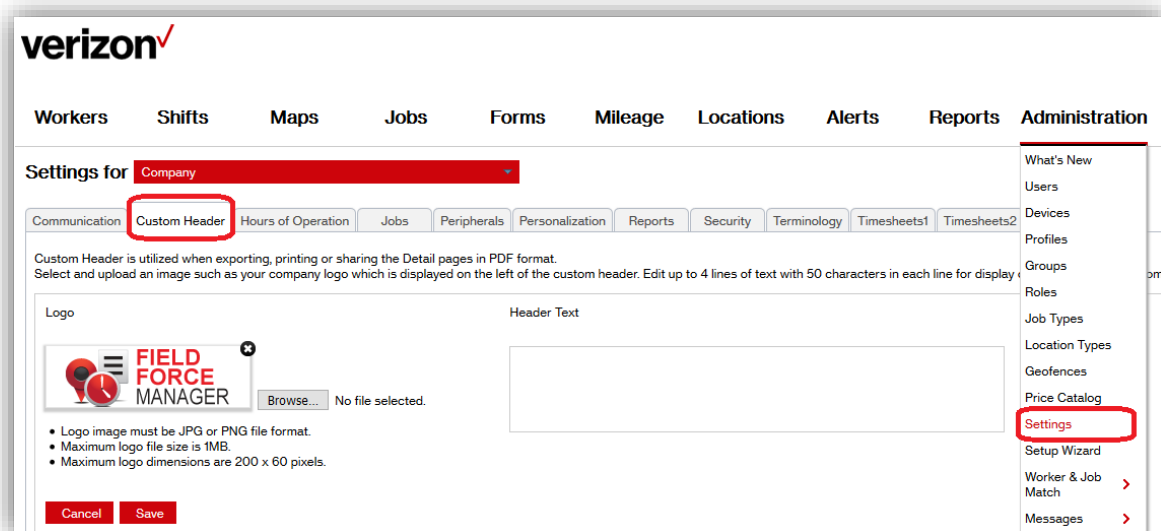 verizon
Workers Shifts Maps Jobs Forms Mileage Locations Alerts Reports Administration
Settings for Company
Communication Custom Header Hours of Operation Jobs Peripherals Personalization Reports Security Terminology Timesheets1 Timesheets2
Custom Header is utilized when exporting, printing or sharing the Detail pages in PDF format.
Select and upload an image such as your company logo which is displayed on the left of the custom header. Edit up to 4 lines of text with 50 characters in each line for display
Logo
Header Text
FIELD
FORCE
MANAGER
Browse... No file selected.
• Logo image must be JPG or PNG file format.
• Maximum logo file size is 1MB.
• Maximum logo dimensions are 200 x 60 pixels.
Cancel Save
What's New
Users
Devices
Profiles
Groups
Roles
Job Types
Location Types
Geofences
Price Catalog
Settings
Setup Wizard
Worker & Job
Match
Messages